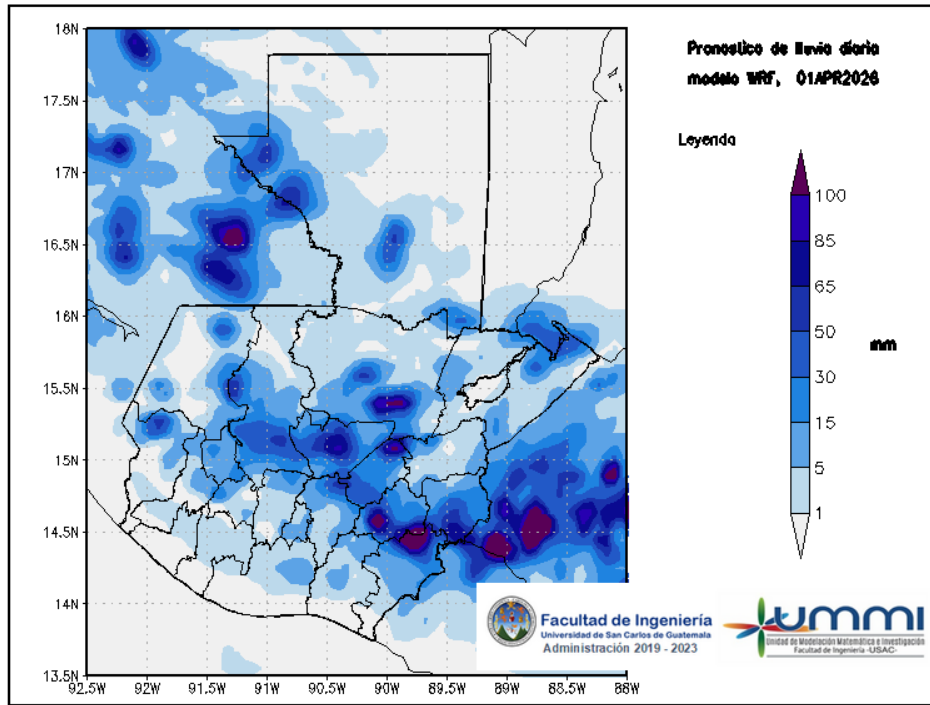 Pronostico de lluvia diaria
modelo WRF, 01APR2026
Leyenda
100
85
65
50
30
15
5
1
mm
18N
17.5N
17N
16.5N
16N
15.5N
15N
14.5N
14N
13.5N
92.5W
92W
91.5W
91W
90.5W
90W
89.5W
89W
88.5W
88W
Facultad de Ingeniería
Universidad de San Carlos de Guatemala
Administración 2019 - 2023
UMMI
Unidad de Modelación Matemática e Investigación
Facultad de Ingeniería -USAC-